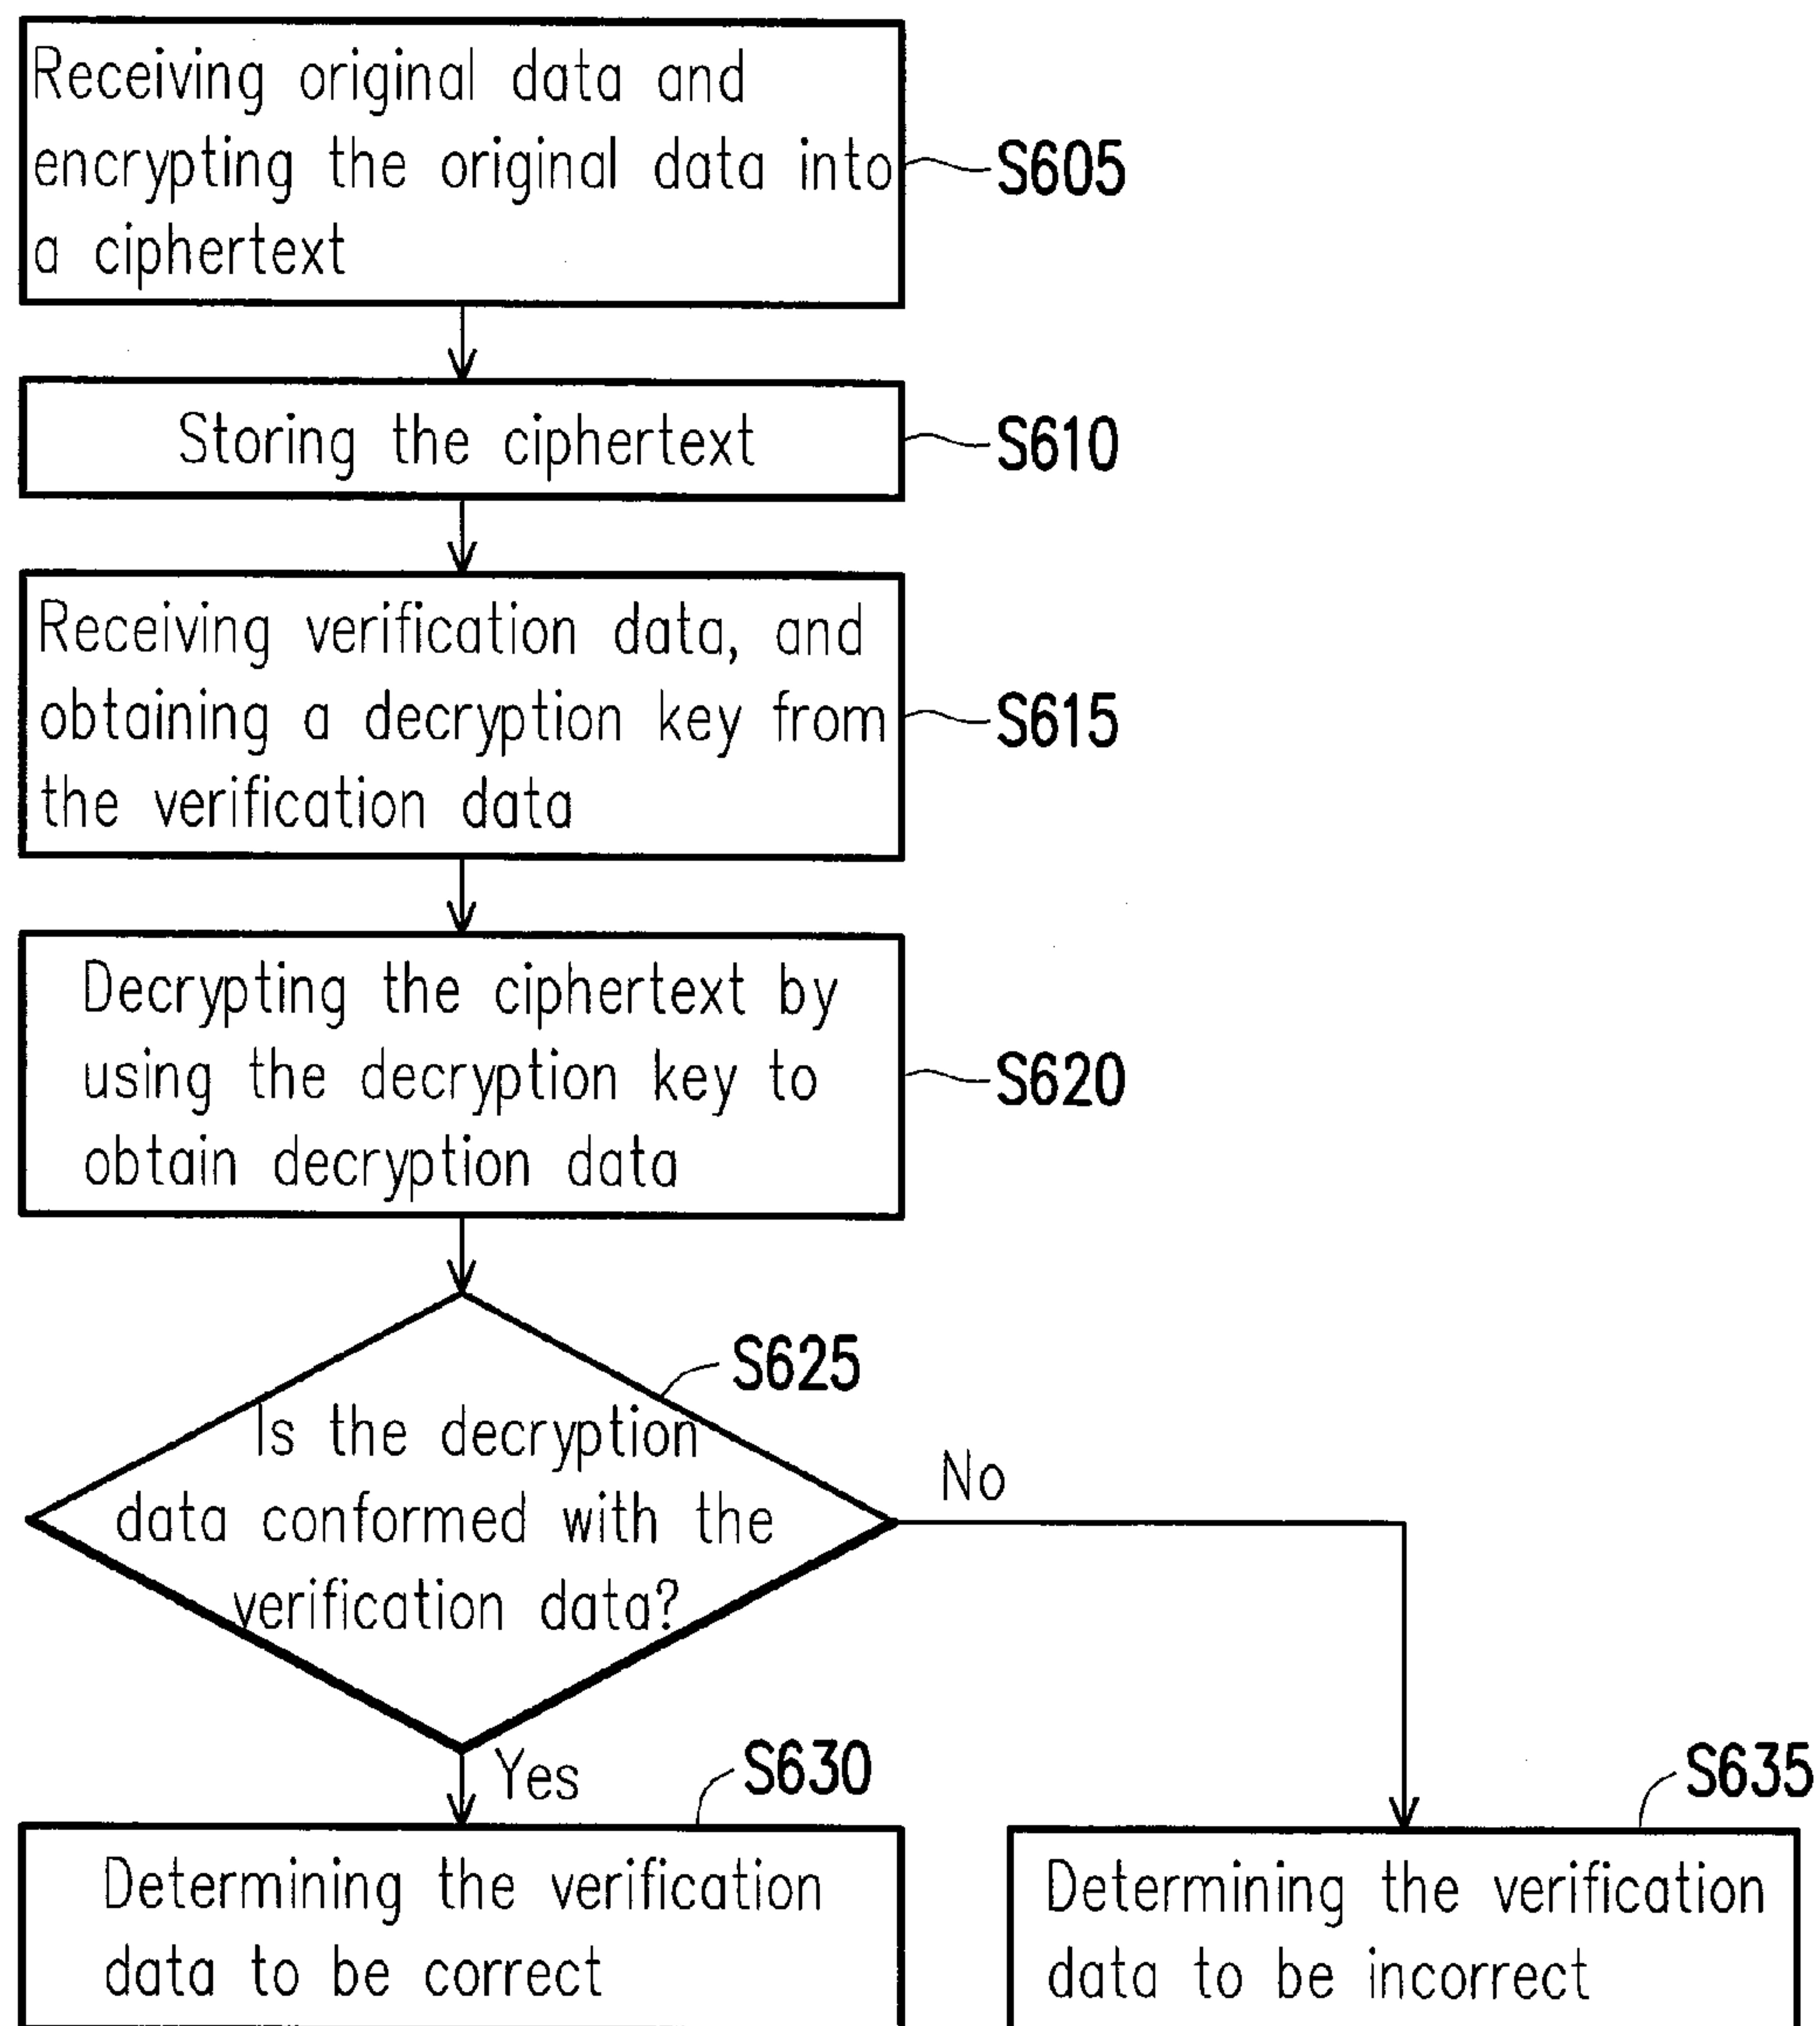 Receiving original data and
encrypting the original data into
a ciphertext
S605
Storing the ciphertext
S610
Receiving verification data, and
obtaining a decryption key from
the verification data
S615
Decrypting the ciphertext by
using the decryption key to
obtain decryption data
S620
S625
Is the decryption
data conformed with the
verification data?
No
Yes
S630
Determining the verification
data to be correct
S635
Determining the verification
data to be incorrect